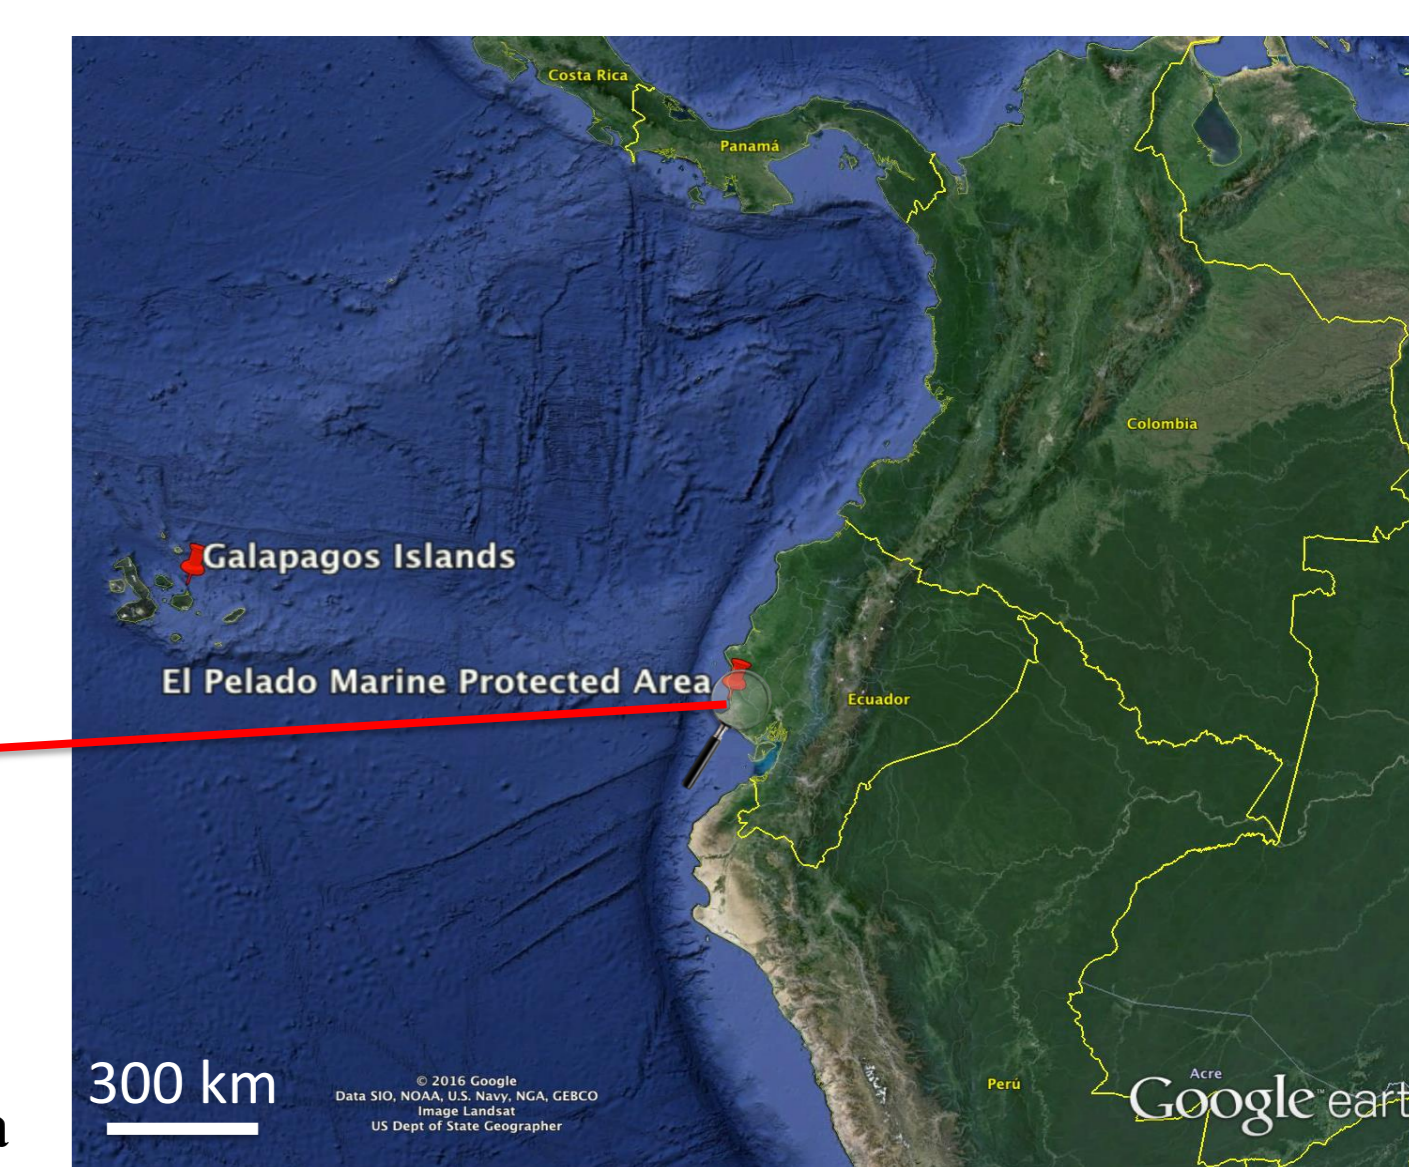 Costa Rica
Panamá
Colombia
Galapagos Islands
El Pelado Marine Protected Area
Ecuador
300 km
© 2016 Google
Data SIO, NOAA, U.S. Navy, NGA, GEBCO
Image Landsat
US Dept of State Geographer
Perú
Acre
Google eart
a